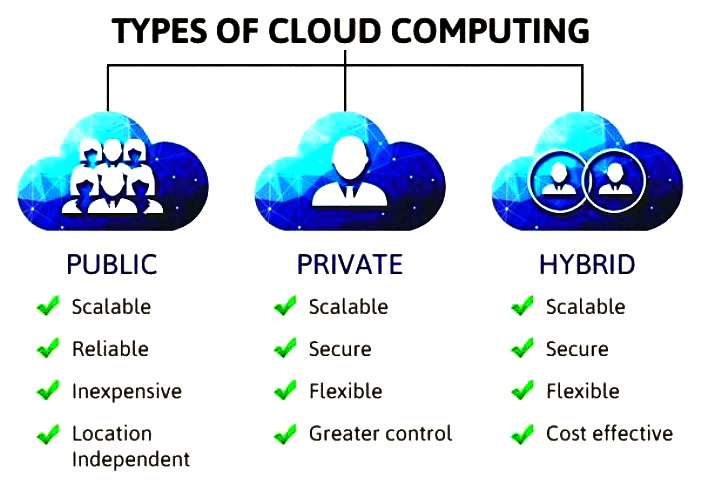 TYPES OF CLOUD COMPUTING
PUBLIC
Scalable
Reliable
Inexpensive
Location
Independent
PRIVATE
Scalable
Secure
Flexible
Greater control
HYBRID
Scalable
Secure
Flexible
Cost effective